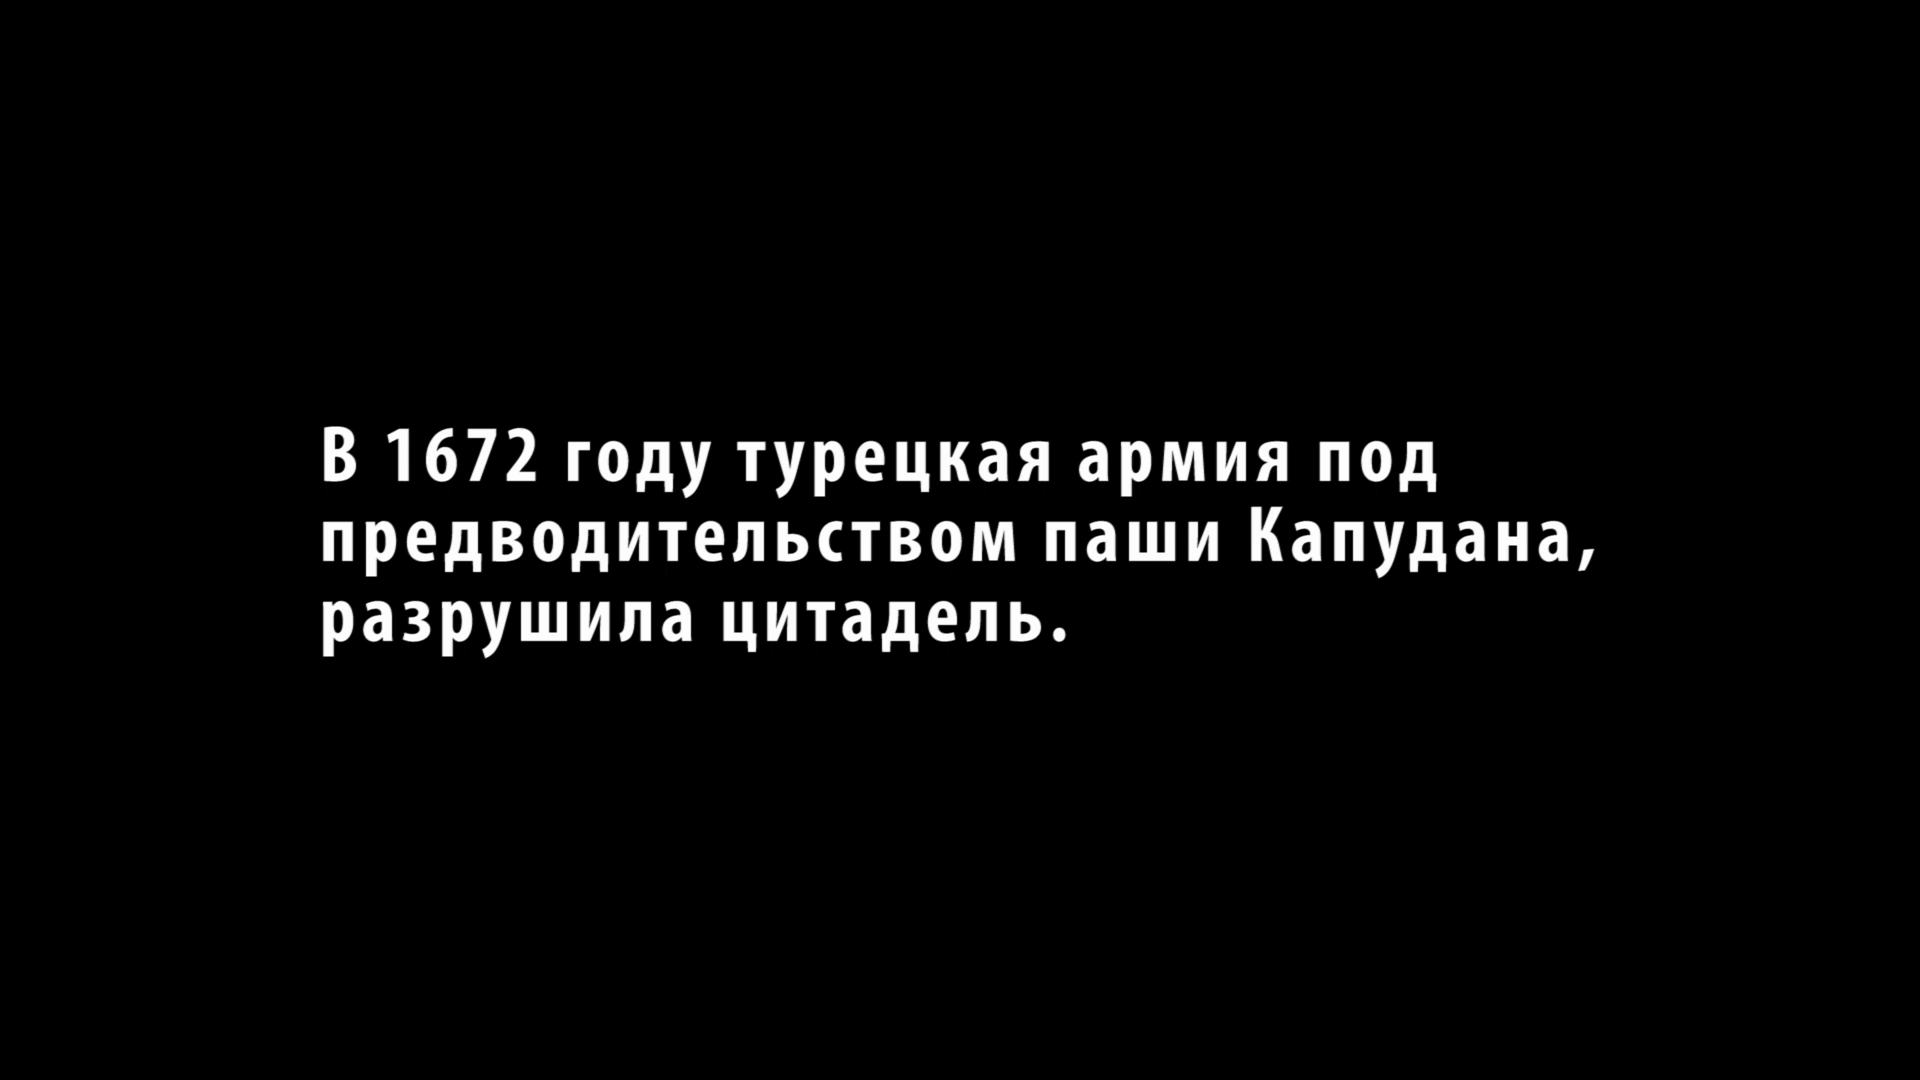 В 1672 году турецкая армия под
предводительством паши Капудана,
разрушила цитадель.